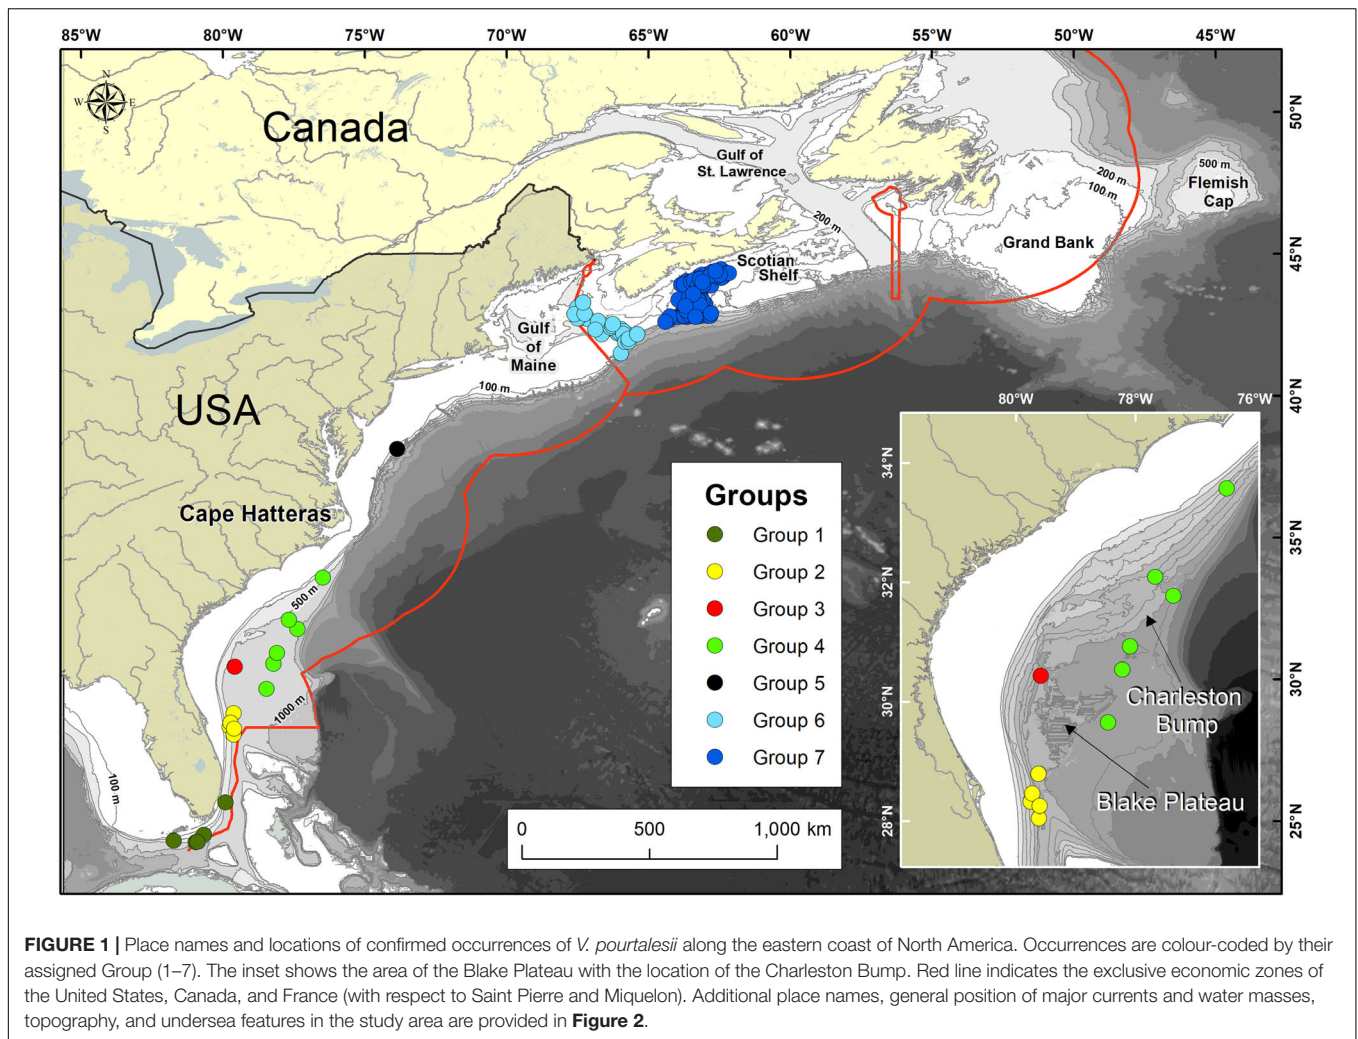 85°W 80°W 75°W 70°W 65°W 60°W 55°W 50°W 45°W
N
W E
S
Canada
50°N
Gulf of
St. Lawrence
500 m
Flemish
Cap
200 m
100 m
200 m
Grand Bank
45°N
Scotian
Shelf
Gulf
of
Maine
100 m
40°N
USA
80°W 78°W 76°W
34°N
Cape Hatteras
Groups
Group 1
Group 2
Group 3
Group 4
Group 5
Group 6
Group 7
35°N
32°N
500 m
30°N
30°N
Charleston
Bump
1000 m
Blake Plateau
100 m
28°N
25°N
0 500 1,000 km
FIGURE 1 | Place names and locations of confirmed occurrences of V. pourtalesii along the eastern coast of North America. Occurrences are colour-coded by their
assigned Group (1–7). The inset shows the area of the Blake Plateau with the location of the Charleston Bump. Red line indicates the exclusive economic zones of
the United States, Canada, and France (with respect to Saint Pierre and Miquelon). Additional place names, general position of major currents and water masses,
topography, and undersea features in the study area are provided in Figure 2.